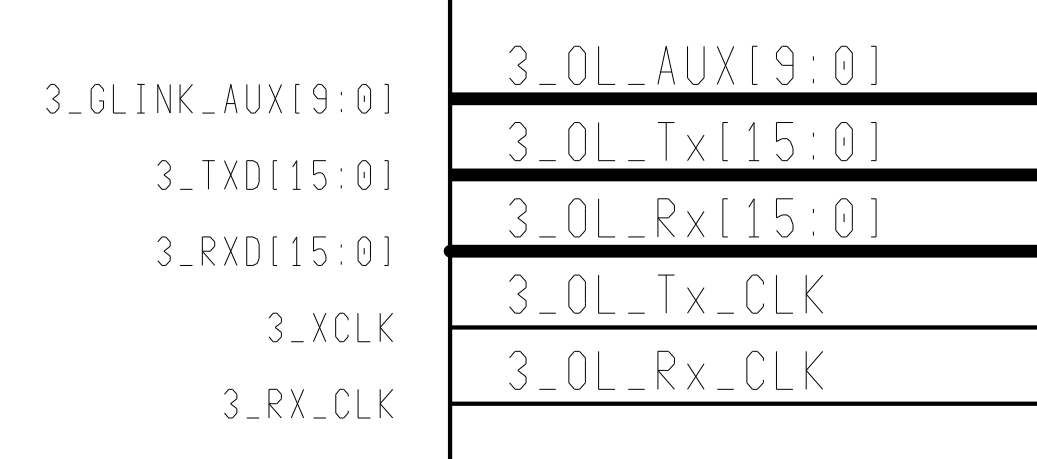 3_OL_AUX[9:0]
3_GLINK_AUX[9:0]
3_OL_Tx[15:0]
3_TXD[15:0]
3_OL_Rx[15:0]
3_RXD[15:0]
3_OL_Tx_CLK
3_XCLK
3_OL_Rx_CLK
3_RX_CLK